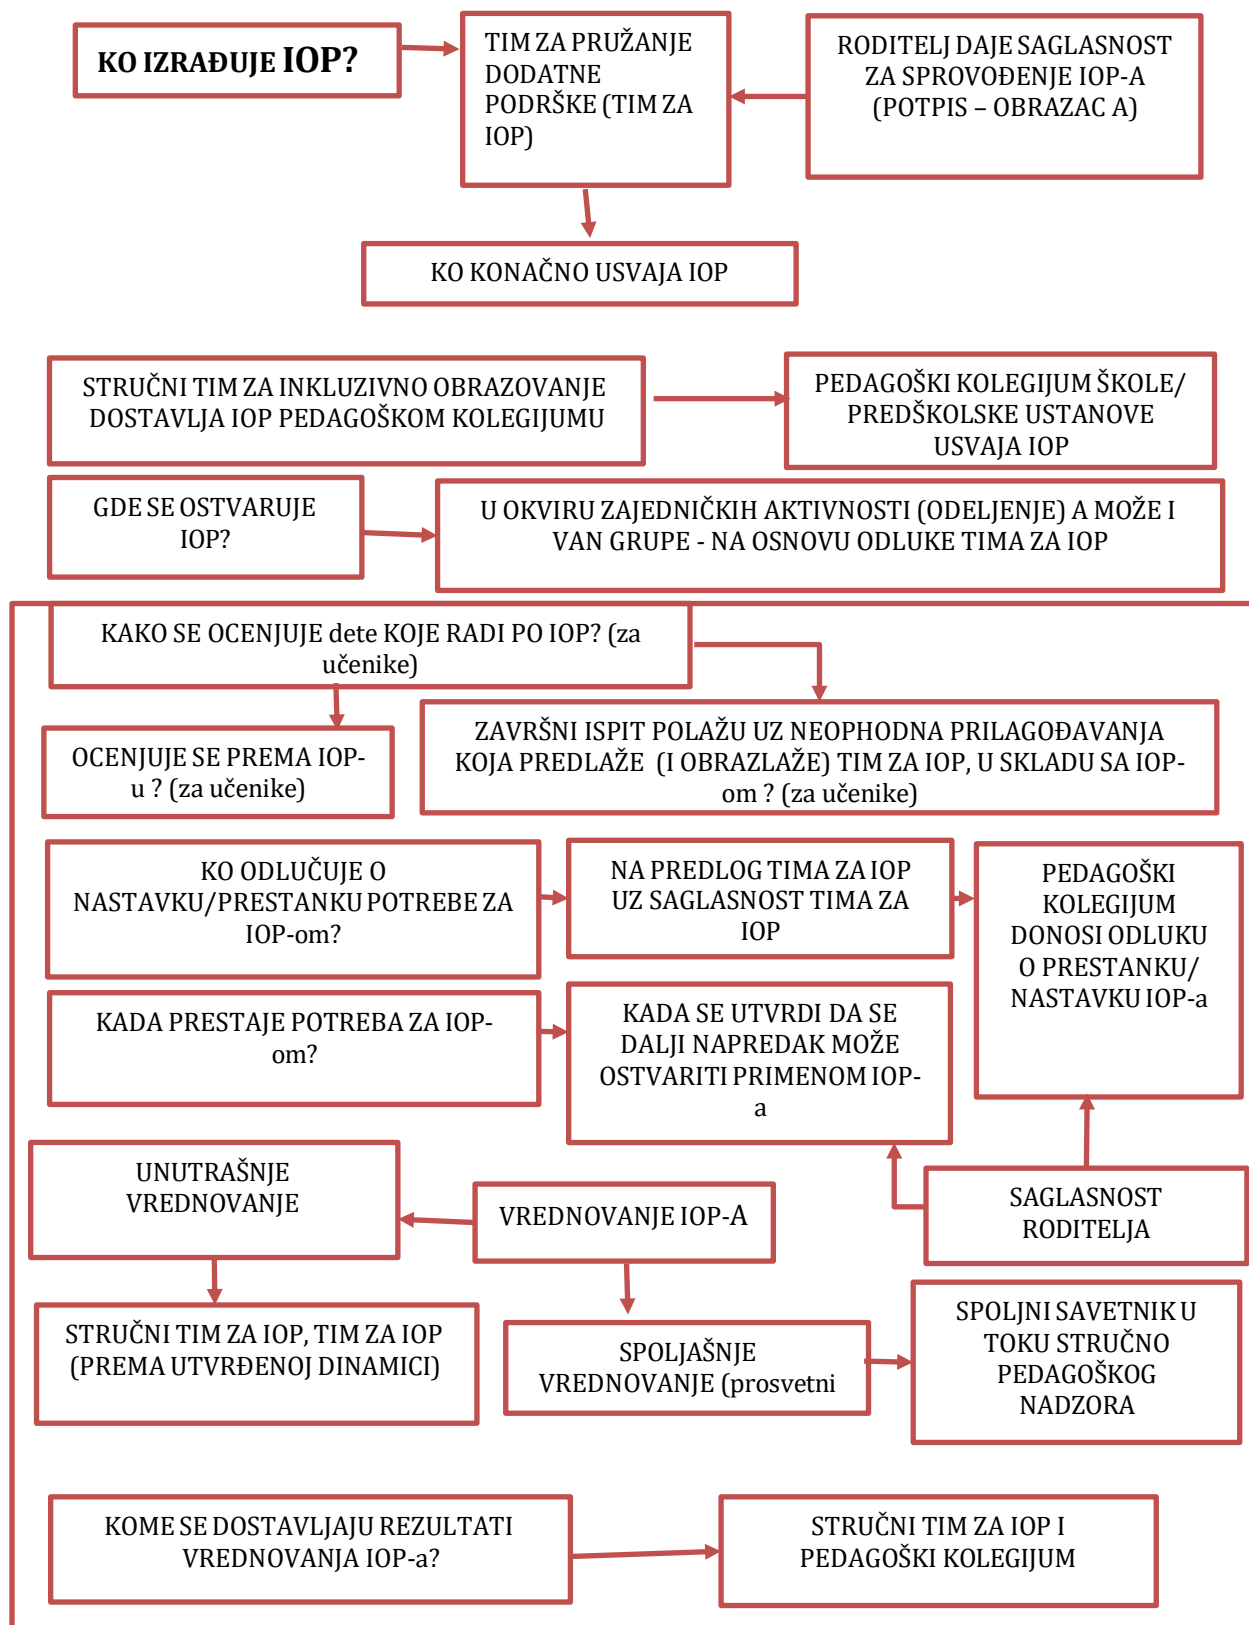 KO IZRAĐUJE IOP?
TIM ZA PRUŽANJE
DODATNE
PODRŠKE (TIM ZA
IOP)
RODITELJ DAJE SAGLASNOST
ZA SPROVOĐENJE IOP-A
(POTPIS – OBRAZAC A)
KO KONAČNO USVAJA IOP
STRUČNI TIM ZA INKLUZIVNO OBRAZOVANJE
DOSTAVLJA IOP PEDAGOŠKOM KOLEGIJUMU
PEDAGOŠKI KOLEGIJUM ŠKOLE/
PREDŠKOLSKE USTANOVE
USVAJA IOP
GDE SE OSTVARUJE
IOP?
U OKVIRU ZAJEDNIČKIH AKTIVNOSTI (ODELJENJE) A MOŽE I
VAN GRUPE - NA OSNOVU ODLUKE TIMA ZA IOP
KAKO SE OCENJUJE dete KOJE RADI PO IOP? (za
učenike)
OCENJUJE SE PREMA IOP-
u ? (za učenike)
ZAVRŠNI ISPIT POLAŽU UZ NEOPHODNA PRILAGOĐAVANJA
KOJA PREDLAŽE (I OBRAZLAŽE) TIM ZA IOP, U SKLADU SA IOP-
om ? (za učenike)
KO ODLUČUJE O
NASTAVKU/PRESTANKU POTREBE ZA
IOP-om?
NA PREDLOG TIMA ZA IOP
UZ SAGLASNOST TIMA ZA
IOP
PEDAGOŠKI
KOLEGIJUM
DONOSI ODLUKU
O PRESTANKU/
NASTAVKU IOP-a
KADA PRESTAJE POTREBA ZA IOP-
om?
KADA SE UTVRDI DA SE
DALJI NAPREDAK MOŽE
OSTVARITI PRIMENOM IOP-
a
UNUTRAŠNJE
VREDNOVANJE
VREDNOVANJE IOP-A
SAGLASNOST
RODITELJA
STRUČNI TIM ZA IOP, TIM ZA IOP
(PREMA UTVRĐENOJ DINAMICI)
SPOLJAŠNJE
VREDNOVANJE (prosvetni
SPOLJNI SAVETNIK U
TOKU STRUČNO
PEDAGOŠKOG
NADZORA
KOME SE DOSTAVLJAJU REZULTATI
VREDNOVANJA IOP-a?
STRUČNI TIM ZA IOP I
PEDAGOŠKI KOLEGIJUM